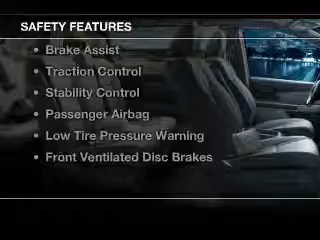 SAFETY FEATURES
• Brake Assist
• Traction Control
• Stability Control
• Passenger Airbag
• Low Tire Pressure Warning
• Front Ventilated Disc Brakes